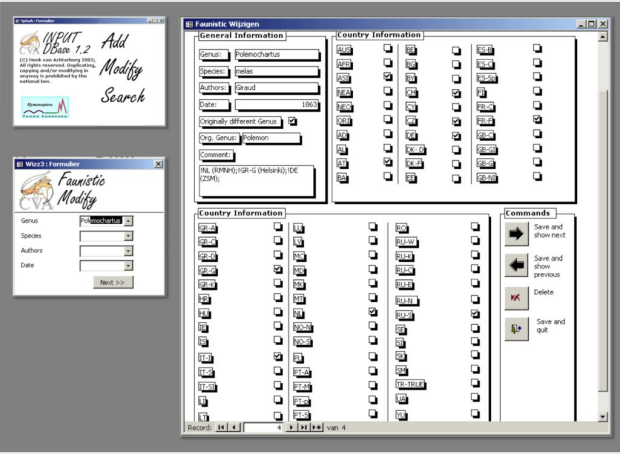 Splash : Formulier
INPUT
DBase 1.2
Add
Modify
Search
(C) Henk van Achterberg 2002;
All rights reserved. Duplicating,
copying and/or modifying in
anyway is prohibited by the
national law.
Hymenoptera
FAUNA EUROPAEA
Wizz3 : Formulier
CVA
Faunistic
Modify
Genus
Polemochartus
Species
Authors
Date
Next >>
Faunistic Wijzigen
General Information
Genus: Polemochartus
Species: melas
Authors: Giraud
Date: 1863
Originally different Genus
Org. Genus: Polemon
Comment:
!NL (RMNH);!GR-G (Helsinki);!DE
(ZSM);
Country Information
AUS BE ES-B
AFR BG ES-C
ASI BY ES-Sp
NEA CH FI
NEO CY FR-C
ORI CZ FR-F
AD DE GB-C
AL DK-D GB-G
AT DK-F GB-G
BA EE GB-NI
Country Information
GR-A LU RO
GR-C LV RU-W
GR-D MC RU-K
GR-G MD RU-C
GR-K MK RU-E
HR MT RU-N
HU NL RU-S
IE NO-N SE
IS NO-S SI
IT-I PL SK
IT-S PT-A SM
IT-SI PT-M TR-TRUE
LI PT-p UA
LT PT-S YU
Commands
Save and
show next
Save and
show
previous
Delete
Save and
quit
Record: 4 van 4